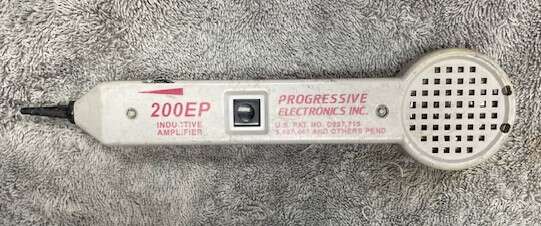 200EP
INDUCTIVE
AMPLIFIER
PROGRESSIVE
ELECTRONICS INC.
U.S. PAT. NO.
AND OTHERS PEND